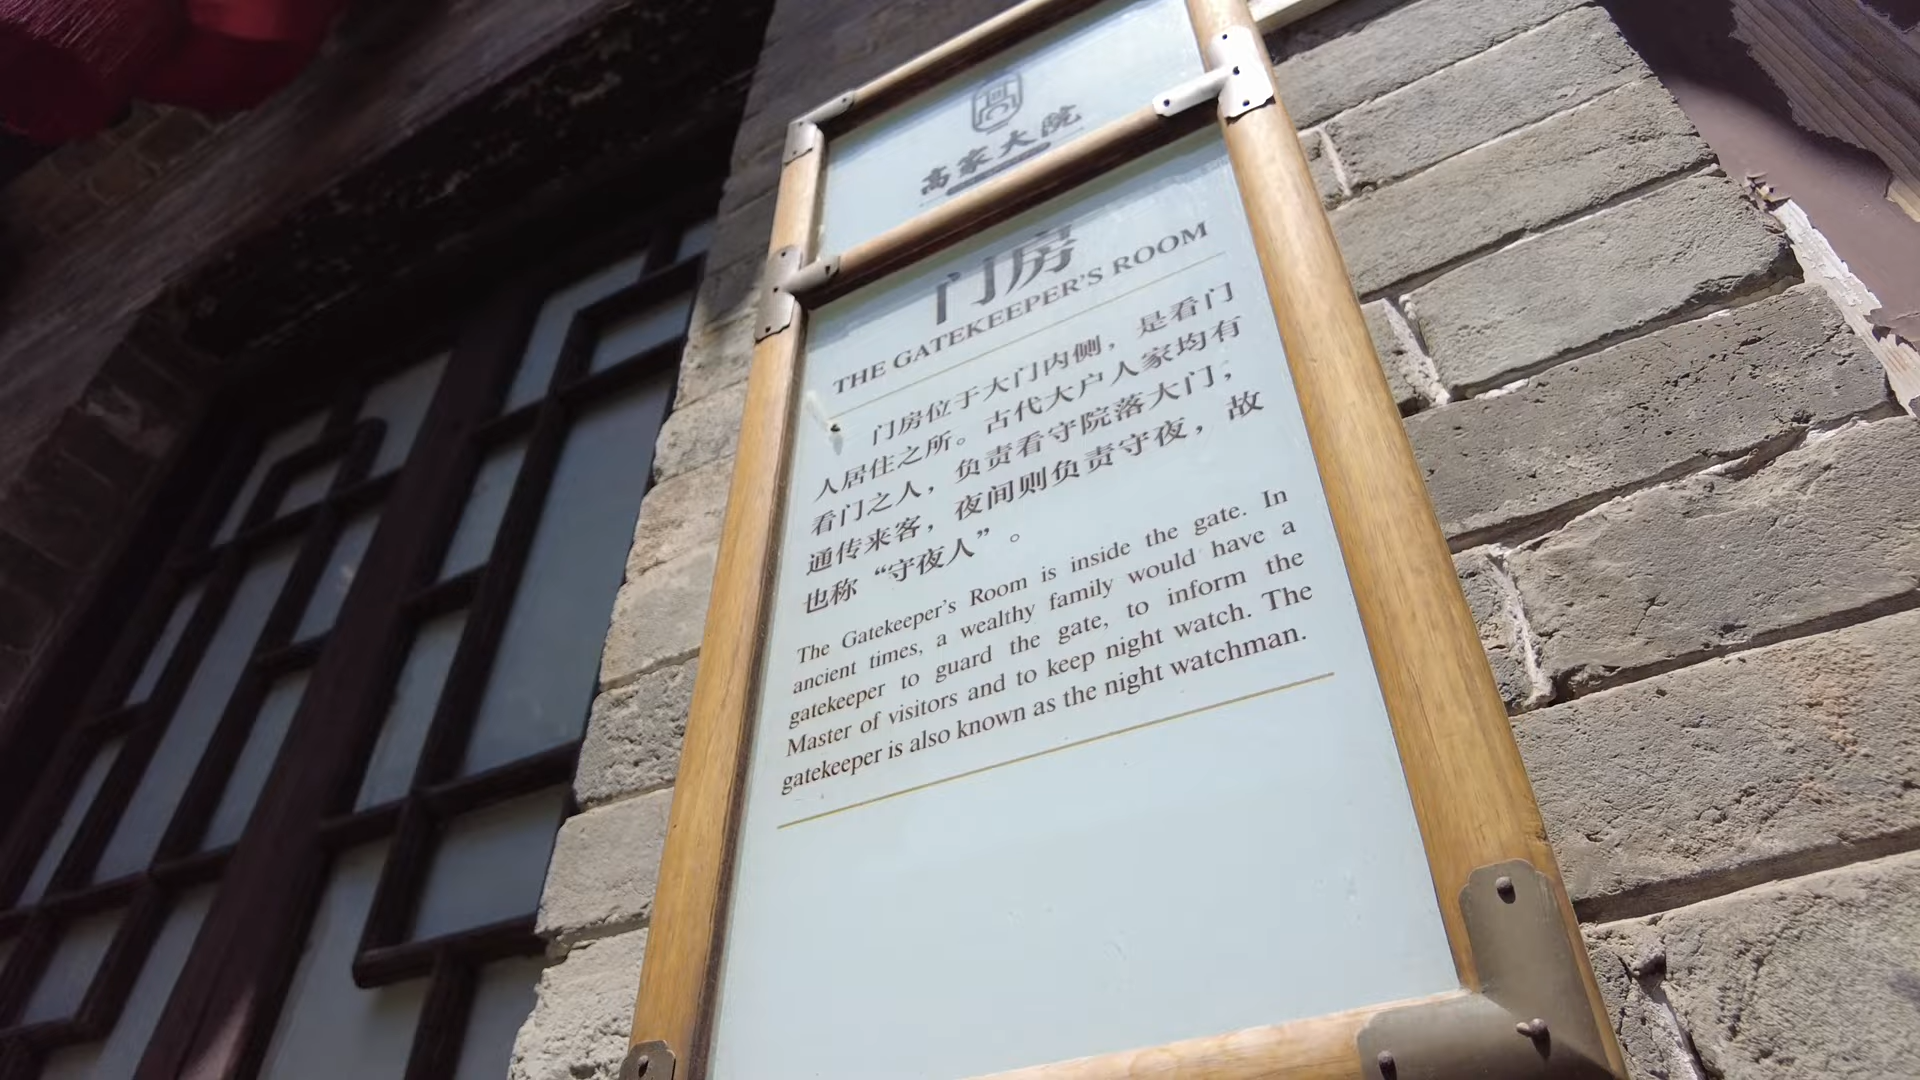 高家大院
门房
THE GATEKEEPER'S ROOM
门房位于大门内侧，是看门
人居住之所。古代大户人家均有
看门之人，负责看守院落大门；
通传来客，夜间则负责守夜，故
也称“守夜人”。
The Gatekeeper's Room is inside the gate. In
ancient times, a wealthy family would have a
gatekeeper to guard the gate, to inform the
Master of visitors and to keep night watch. The
gatekeeper is also known as the night watchman.